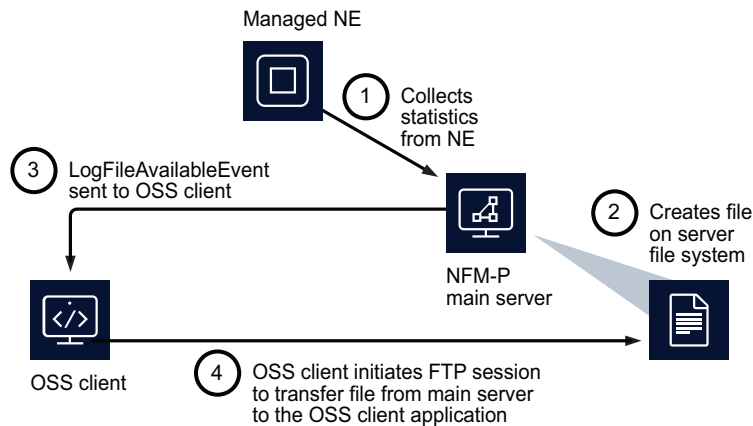 Managed NE
1
Collects
statistics
from NE
3
LogFileAvailableEvent
sent to OSS client
2
Creates file
on server
file system
NFM-P
main server
</>
OSS client
4
OSS client initiates FTP session
to transfer file from main server
to the OSS client application